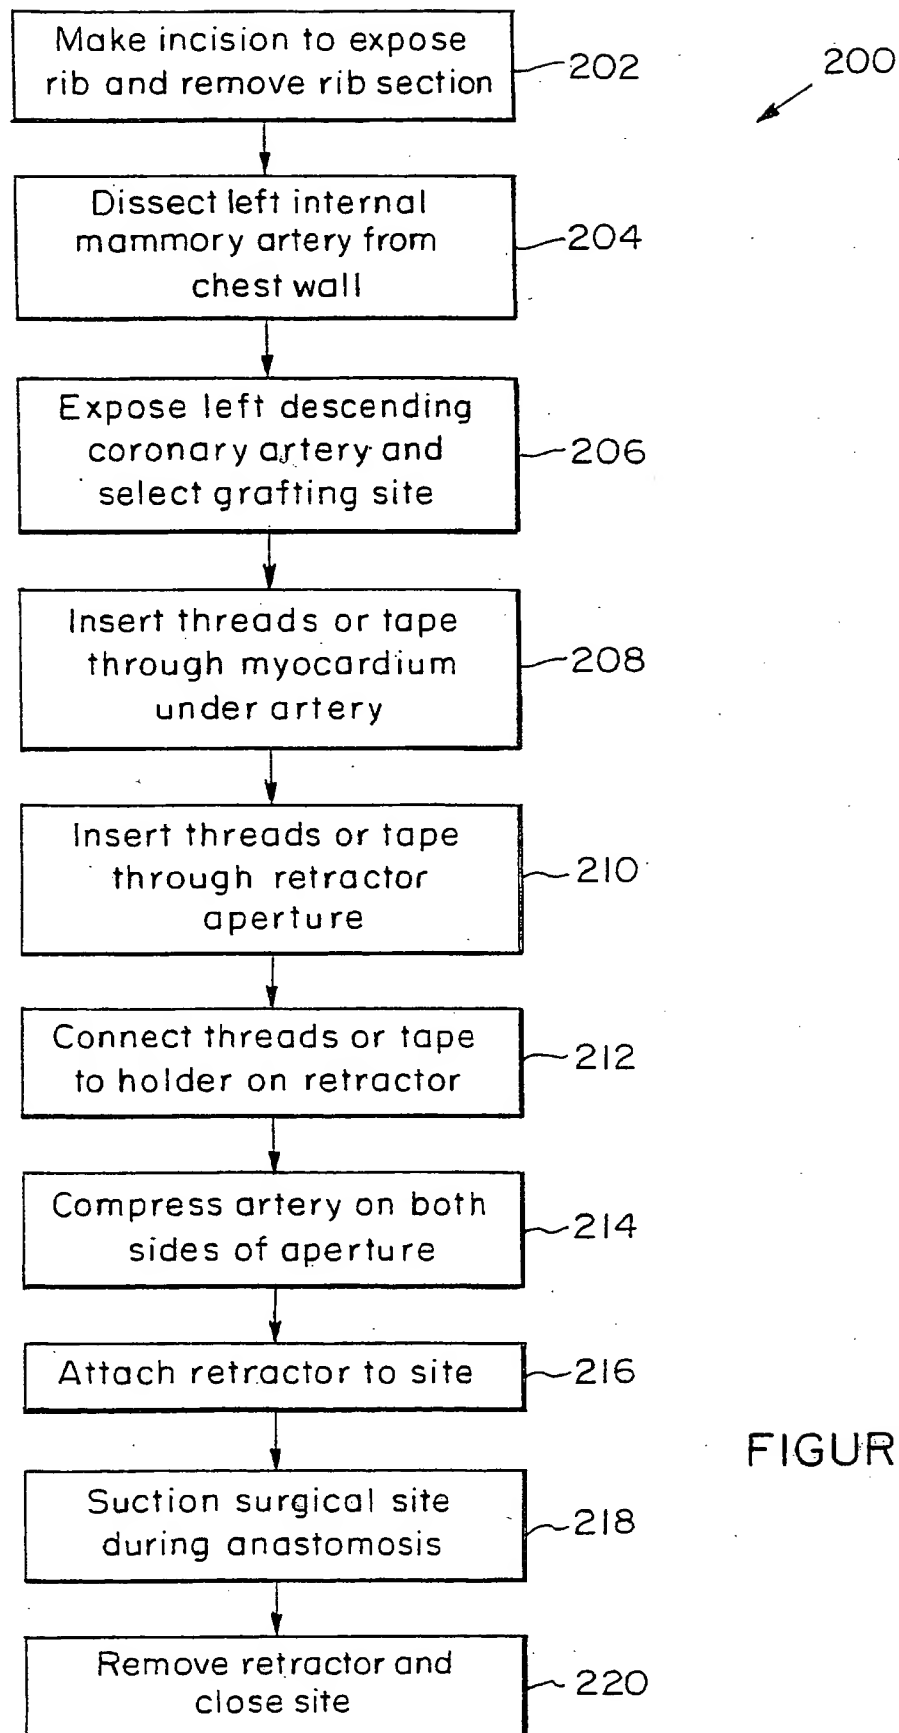 Make incision to expose
rib and remove rib section
202
200
Dissect left internal
mammory artery from
chest wall
204
Expose left descending
coronary artery and
select grafting site
206
Insert threads or tape
through myocardium
under artery
208
Insert threads or tape
through retractor
aperture
210
Connect threads or tape
to holder on retractor
212
Compress artery on both
sides of aperture
214
Attach retractor to site
216
FIGUR
Suction surgical site
during anastomosis
218
Remove retractor and
close site
220